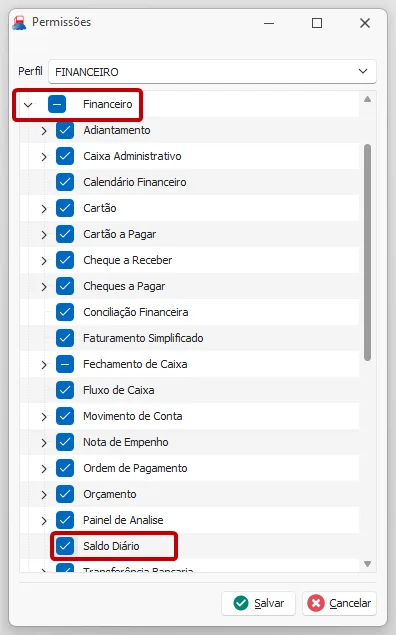 Permissões
Perfil FINANCEIRO
Financeiro
Adiantamento
Caixa Administrativo
Calendário Financeiro
Cartão
Cartão a Pagar
Cheque a Receber
Cheques a Pagar
Conciliação Financeira
Faturamento Simplificado
Fechamento de Caixa
Fluxo de Caixa
Movimento de Conta
Nota de Empenho
Ordem de Pagamento
Orçamento
Painel de Analise
Saldo Diário
Transferência Bancaria
Salvar Cancelar